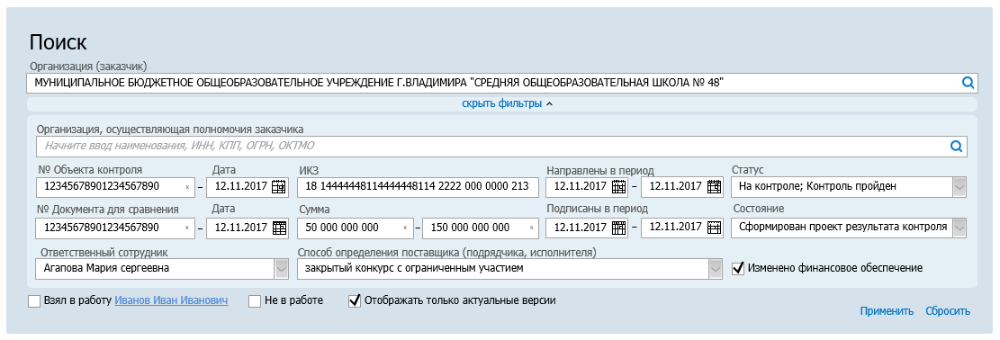 Поиск
Организация (заказчик)
МУНИЦИПАЛЬНОЕ БЮДЖЕТНОЕ ОБЩЕОБРАЗОВАТЕЛЬНОЕ УЧРЕЖДЕНИЕ Г.ВЛАДИМИРА "СРЕДНЯЯ ОБЩЕОБРАЗОВАТЕЛЬНАЯ ШКОЛА № 48"
скрыть фильтры
Организация, осуществляющая полномочия заказчика
Начните ввод наименования, ИНН, КПП, ОГРН, ОКТМО
№ Объекта контроля Дата ИКЗ Направлены в период Статус
12345678901234567890 x – 12.11.2017 18 14444448114444448114 2222 000 0000 213 12.11.2017 – 12.11.2017 На контроле; Контроль пройден
№ Документа для сравнения Дата Сумма Подписаны в период Состояние
12345678901234567890 x – 12.11.2017 50 000 000 000 x – 150 000 000 000 x 12.11.2017 – 12.11.2017 Сформирован проект результата контроля
Ответственный сотрудник Способ определения поставщика (подрядчика, исполнителя)
Агапова Мария сергеевна закрытый конкурс с ограниченным участием Изменено финансовое обеспечение
Взял в работу Иванов Иван Иванович Не в работе Отображать только актуальные версии
Применить Сбросить